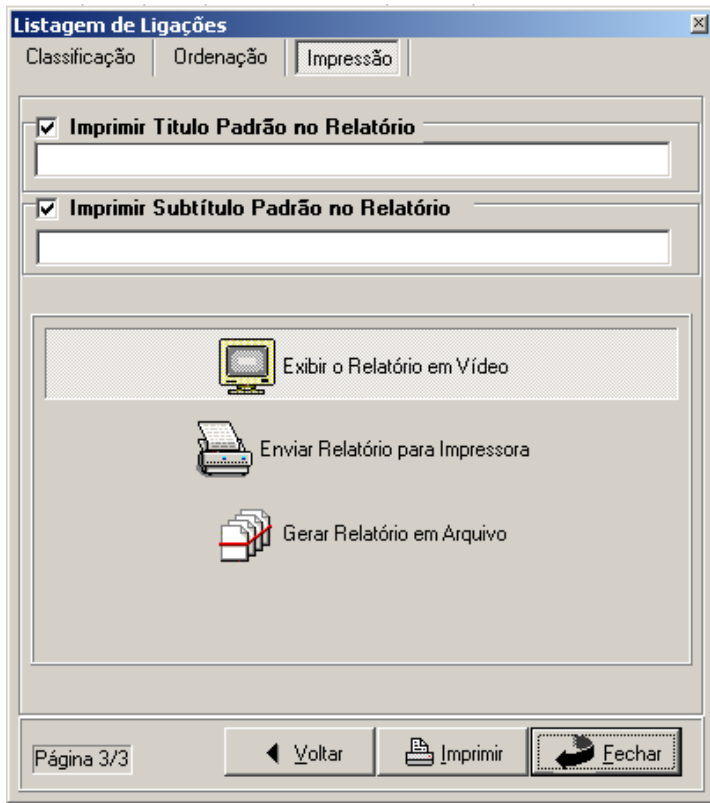 Listagem de Ligações
Classificação Ordenação Impressão
Imprimir Titulo Padrão no Relatório
Imprimir Subtítulo Padrão no Relatório
Exibir o Relatório em Vídeo
Enviar Relatório para Impressora
Gerar Relatório em Arquivo
Página 3/3 Voltar Imprimir Fechar